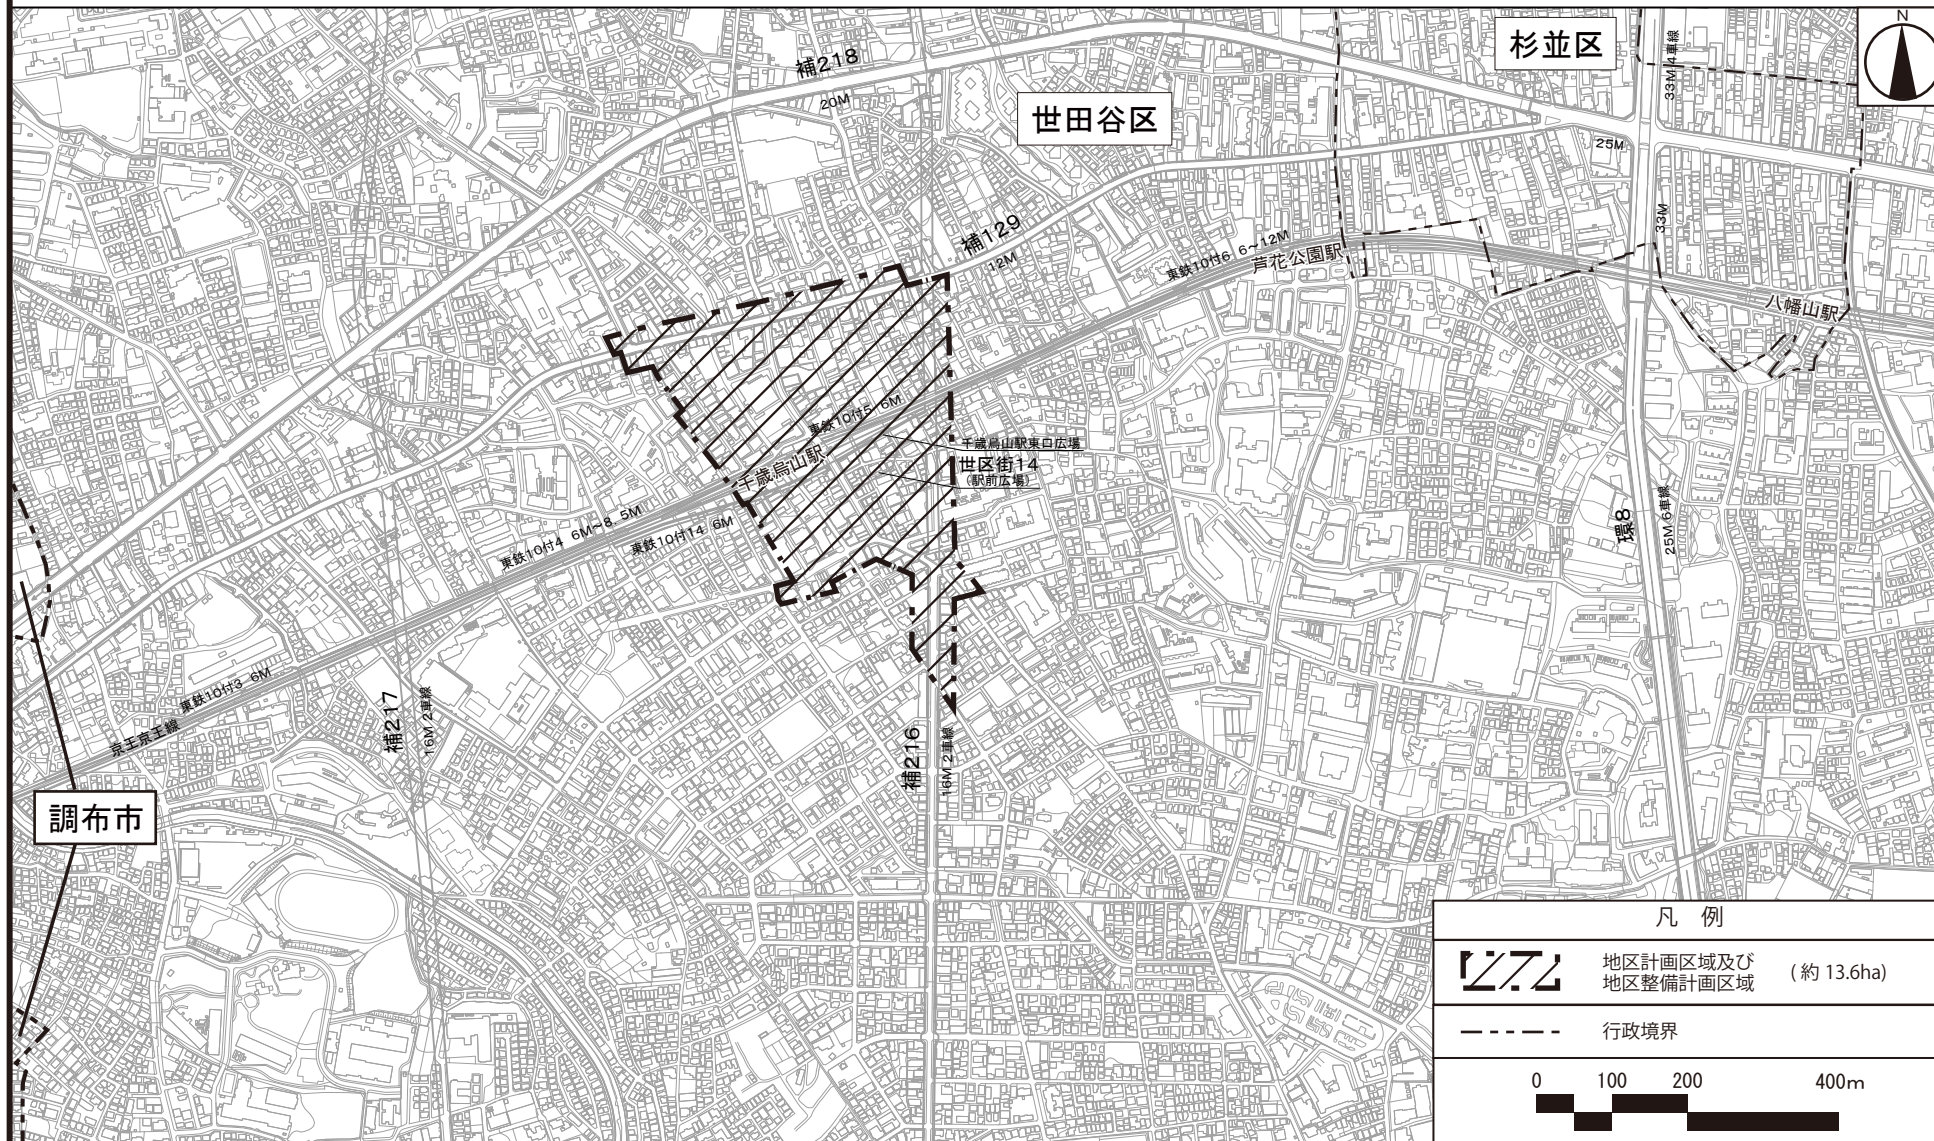 N
杉並区
33M 4車線
補218
20M
世田谷区
25M
補129
12M
33M
東鉄10付6 6～12M
芦花公園駅
八幡山駅
東鉄10付5 6M
千歳烏山駅東口広場
千歳烏山駅
世区街14
(駅前広場)
環8
25M 6車線
東鉄10付4 6M～8.5M
東鉄10付14 6M
東鉄10付3 6M
京王京王線
補217
16M 2車線
補216
16M 2車線
調布市
凡 例
地区計画区域及び
地区整備計画区域
(約 13.6ha)
行政境界
0 100 200 400m